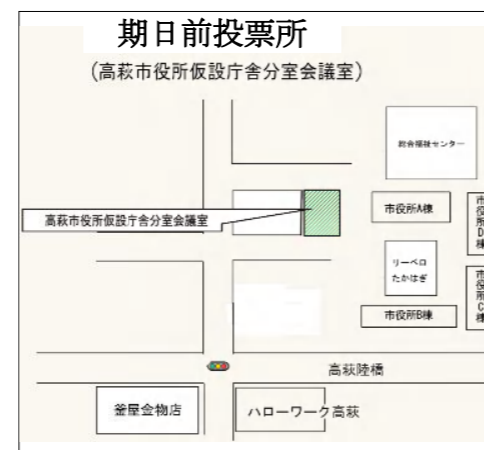 期日前投票所
(高萩市役所仮設庁舎分室会議室)
総合福祉センター
高萩市役所仮設庁舎分室会議室
市役所A棟
市役所D棟
リーベロ
たかはぎ
市役所C棟
市役所B棟
高萩陸橋
釜屋金物店
ハローワーク高萩